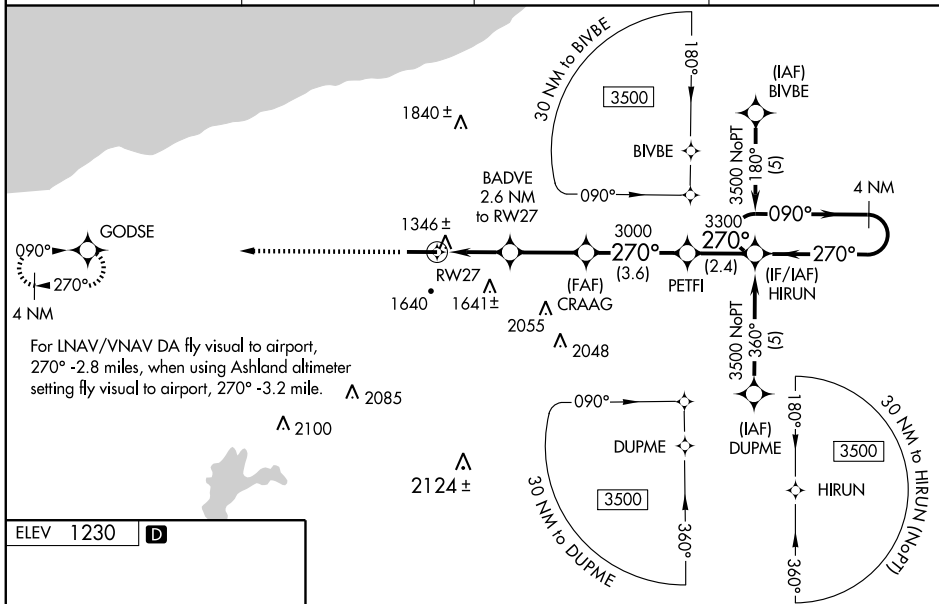 30 NM to BIVBE
180°
3500
BIVBE
090°
(IAF)
BIVBE
3500 NoPT
180°
(5)
4 NM
1840 ±
BADVE
2.6 NM
to RW27
1346 ±
3000
270°
(3.6)
3300
270°
(2.4)
090°
270°
GODSE
090°
270°
4 NM
RW27
1640
1641 ±
(FAF)
CRAAG
PETFI
(IF/IAF)
HIRUN
2055
2048
3500 NoPT
360°
(5)
For LNAV/VNAV DA fly visual to airport,
270° -2.8 miles, when using Ashland altimeter
setting fly visual to airport, 270° -3.2 mile.
2085
2100
2124 ±
090°
DUPME
3500
360°
30 NM to DUPME
(IAF)
DUPME
180°
3500
HIRUN
360°
30 NM to HIRUN (NoPT)
ELEV 1230 D